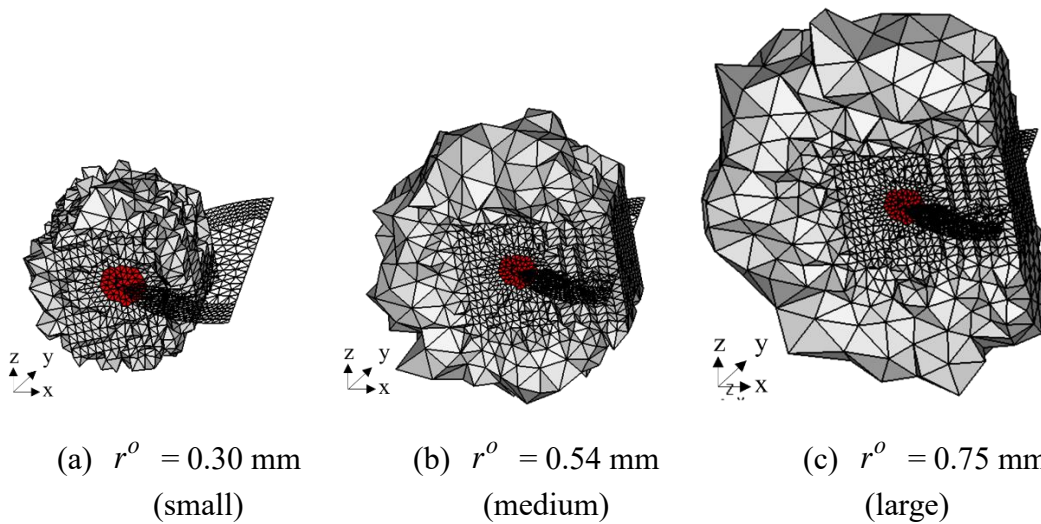 z y
x
z y
x
z y
x
z
(a) r° = 0.30 mm
(b) r° = 0.54 mm
(c) r° = 0.75 mm
(small)
(medium)
(large)